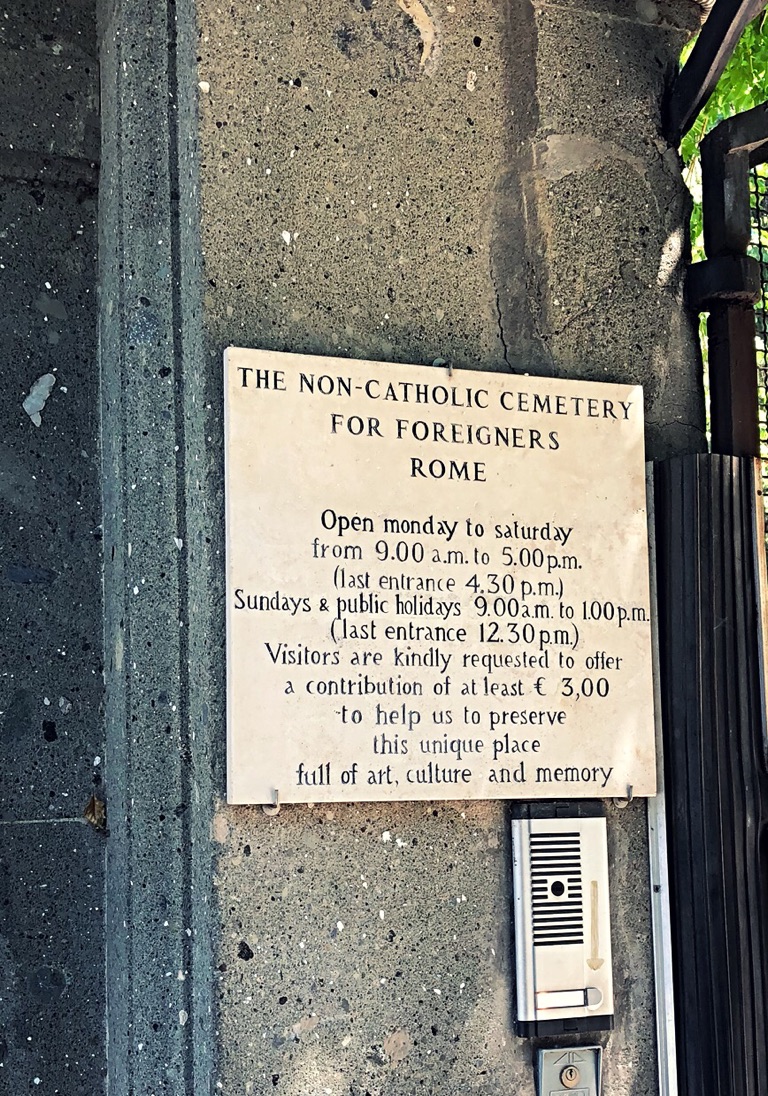 THE NON-CATHOLIC CEMETERY
FOR FOREIGNERS
ROME
Open monday to saturday
from 9.00 a.m. to 5.00 p.m.
(last entrance 4.30 p.m.)
Sundays & public holidays 9.00 a.m. to 1.00 p.m.
(last entrance 12.30 p.m.)
Visitors are kindly requested to offer
a contribution of at least € 3,00
to help us to preserve
this unique place
full of art, culture and memory